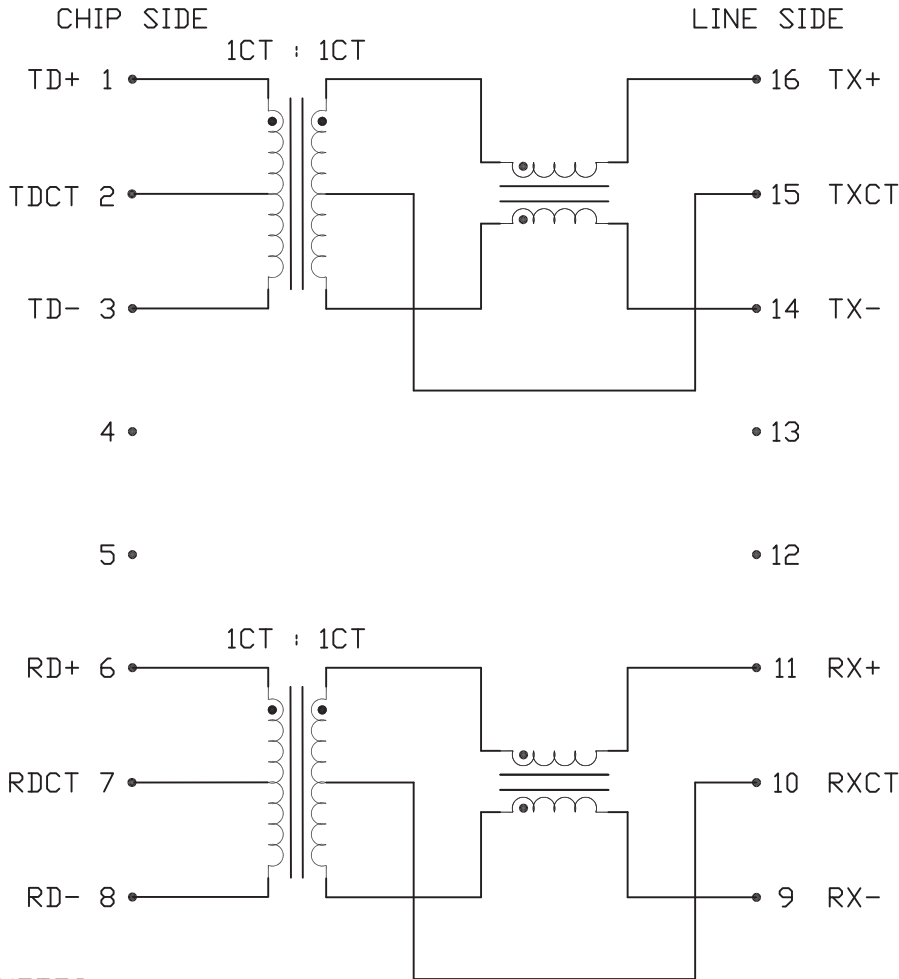 CHIP SIDE LINE SIDE
1CT : 1CT
TD+ 1 16 TX+
TDCT 2 15 TXCT
TD- 3 14 TX-
4 13
5 12
1CT : 1CT
RD+ 6 11 RX+
RDCT 7 10 RXCT
RD- 8 9 RX-